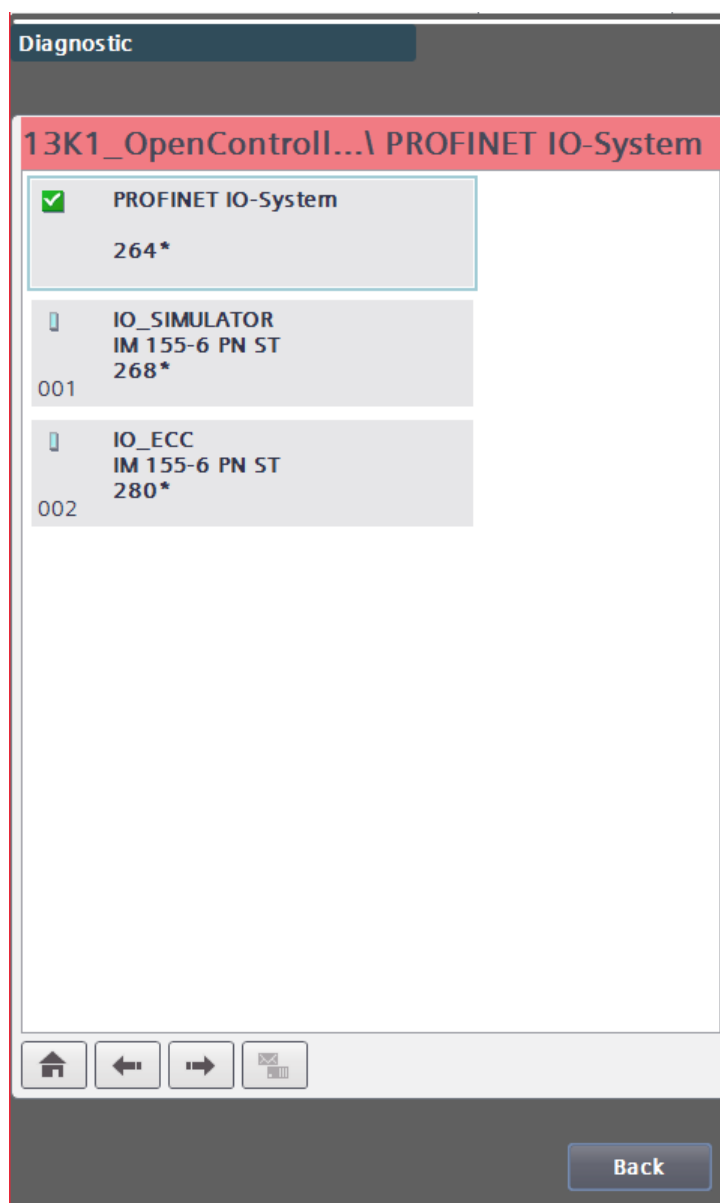 Diagnostic
13K1_OpenControll...\ PROFINET IO-System
PROFINET IO-System
264*
IO_SIMULATOR
IM 155-6 PN ST
268*
001
IO_ECC
IM 155-6 PN ST
280*
002
Back